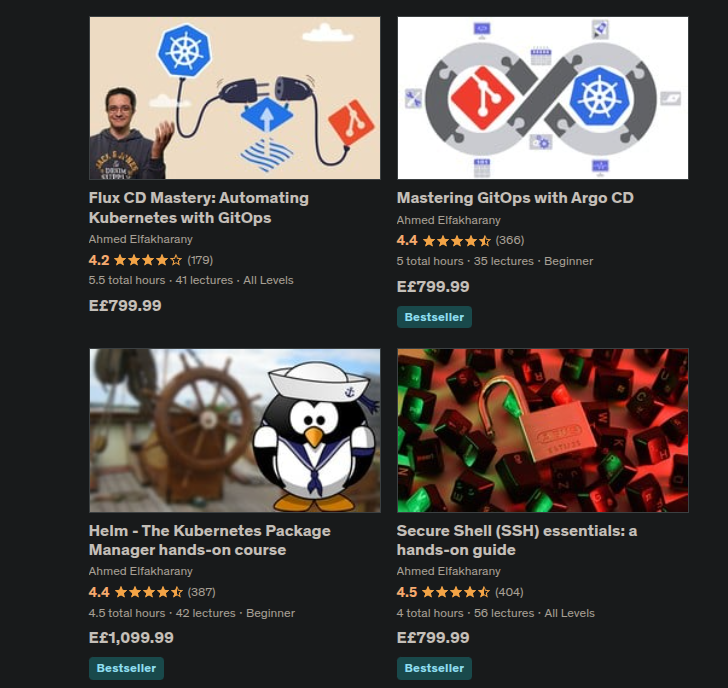 Flux CD Mastery: Automating
Kubernetes with GitOps
Ahmed Elfakharany
4.2 (179)
5.5 total hours · 41 lectures · All Levels
E£799.99
Mastering GitOps with Argo CD
Ahmed Elfakharany
4.4 (366)
5 total hours · 35 lectures · Beginner
E£799.99
Bestseller
Helm - The Kubernetes Package
Manager hands-on course
Ahmed Elfakharany
4.4 (387)
4.5 total hours · 42 lectures · Beginner
E£1,099.99
Bestseller
ABUS
Secure Shell (SSH) essentials: a
hands-on guide
Ahmed Elfakharany
4.5 (404)
4 total hours · 56 lectures · All Levels
E£799.99
Bestseller